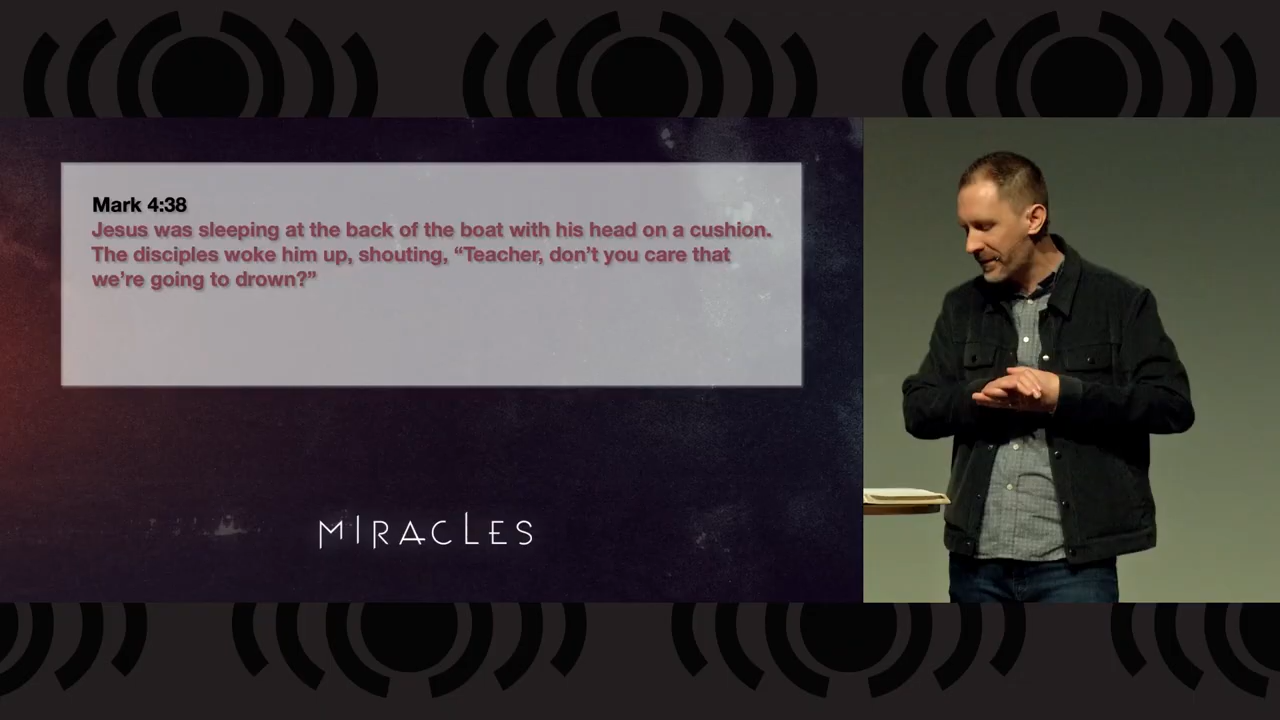 Mark 4:38
Jesus was sleeping at the back of the boat with his head on a cushion.
The disciples woke him up, shouting, “Teacher, don’t you care that
we’re going to drown?”
MIRACLES